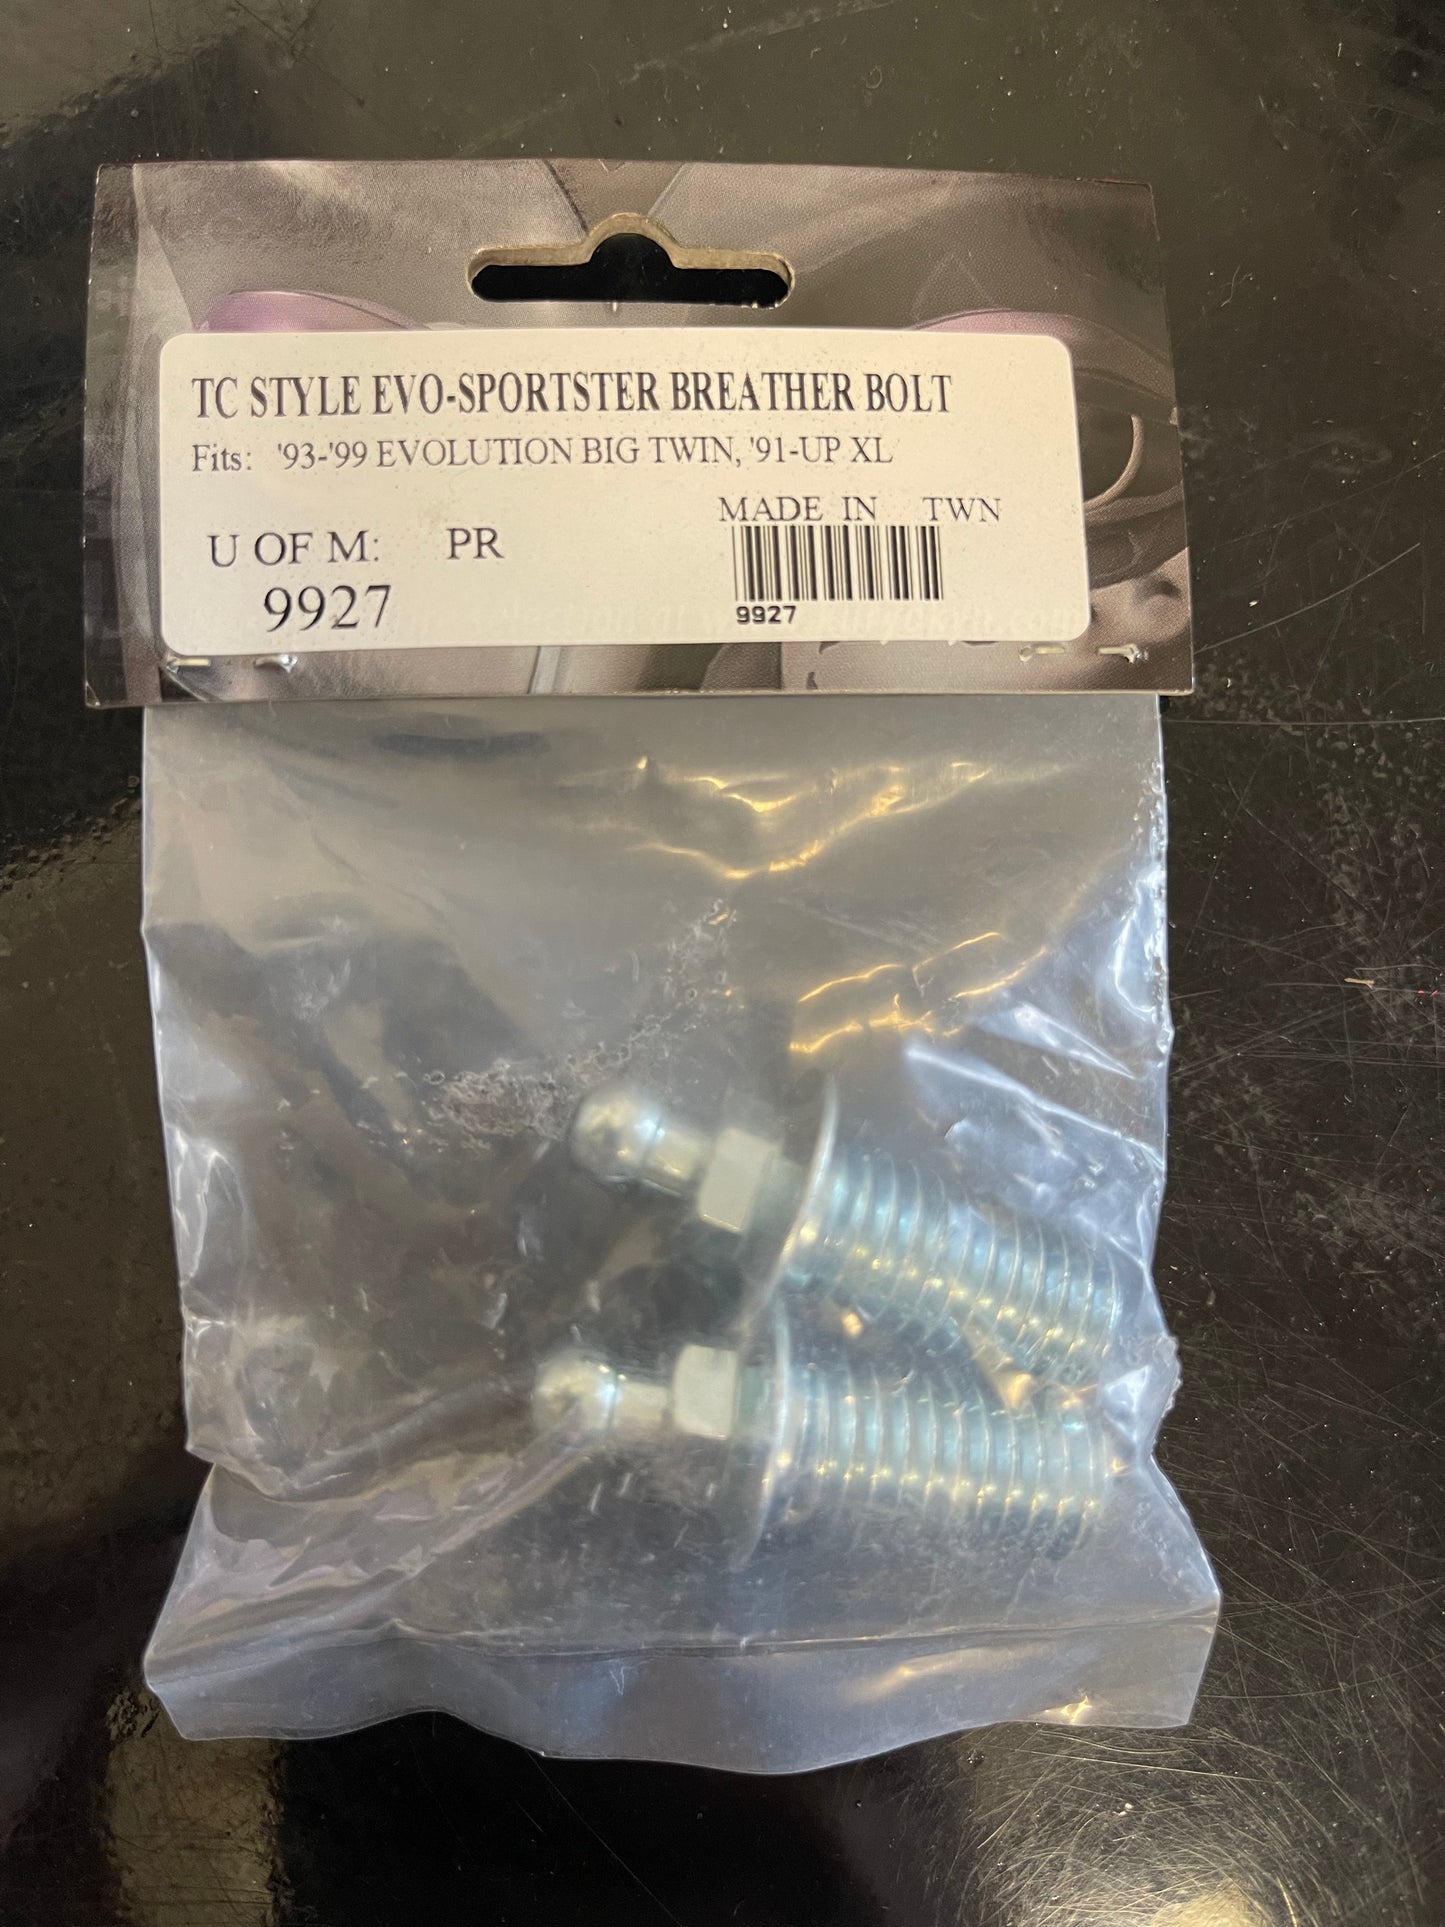 TC STYLE EVO-SPORTSTER BREATHER BOLT
Fits: '93-'99 EVOLUTION BIG TWIN, '91-UP XL
MADE IN TWN
U OF M: PR
9927
9927